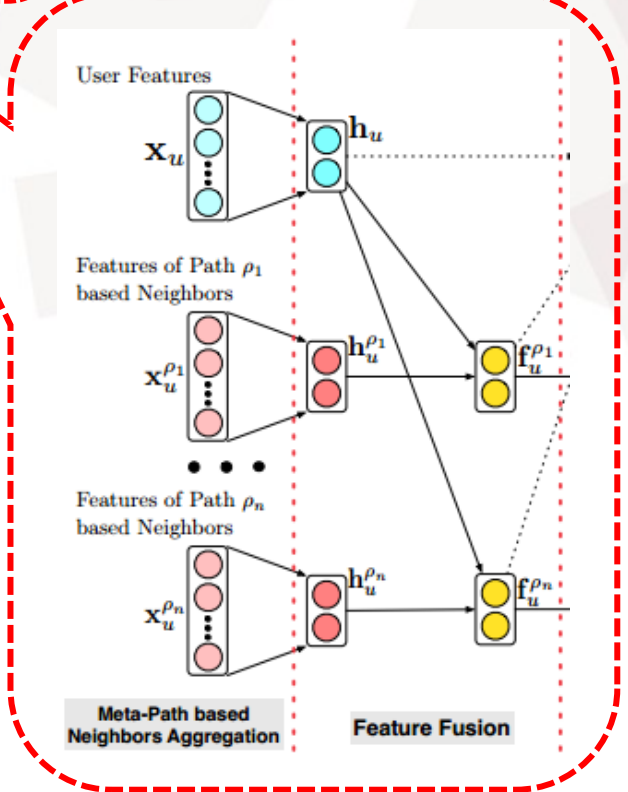 User Features
x_u
h_u
Features of Path ρ_1
based Neighbors
x_u^{ρ_1}
h_u^{ρ_1}
f_u^{ρ_1}
Features of Path ρ_n
based Neighbors
x_u^{ρ_n}
h_u^{ρ_n}
f_u^{ρ_n}
Meta-Path based
Neighbors Aggregation
Feature Fusion